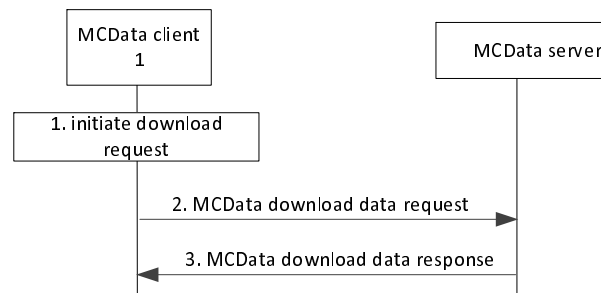 MCData client
1
MCData server
1. initiate download
request
2. MCData download data request
3. MCData download data response